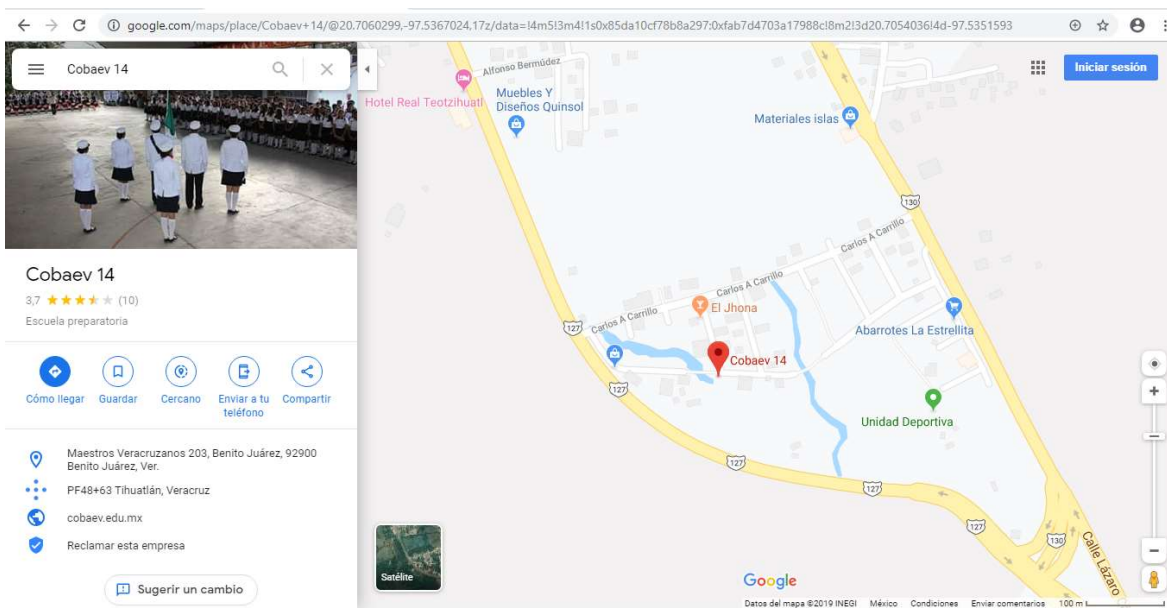 google.com/maps/place/Cobaev+14/@20.7060299,-97.5367024,17z/data=!4m5!3m4!1s0x85da10cf78b8a297:0xfab7d4703a17988c!8m2!3d20.7054036!4d-97.5351593
Cobaev 14
Cobaev 14
3,7 (10)
Escuela preparatoria
Cómo llegar
Guardar
Cercano
Enviar a tu
teléfono
Compartir
Maestros Veracruzanos 203, Benito Juárez, 92900
Benito Juárez, Ver.
PF48+63 Tihuatlán, Veracruz
cobaev.edu.mx
Reclamar esta empresa
Sugerir un cambio
Iniciar sesión
Alfonso Bermúdez
Hotel Real Teotzihuatl
Muebles Y
Diseños Quinsol
Materiales islas
130
Carlos A Carrillo
Carlos A Carrillo
Carlos A Carrillo
El Jhona
127
Abarrotes La Estrellita
Cobaev 14
127
Unidad Deportiva
127
127
127
130
Calle Lázaro
Satélite
Google
Datos del mapa ©2019 INEGI México Condiciones Enviar comentarios 100 m